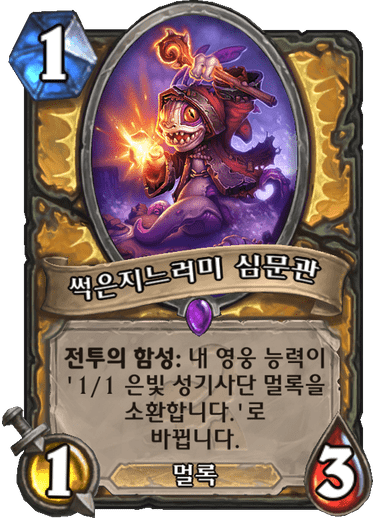 1
썩은지느러미 심문관
전투의 함성: 내 영웅 능력이
'1/1 은빛 성기사단 멀록을
소환합니다.'로
바뀝니다.
1
멀록
3